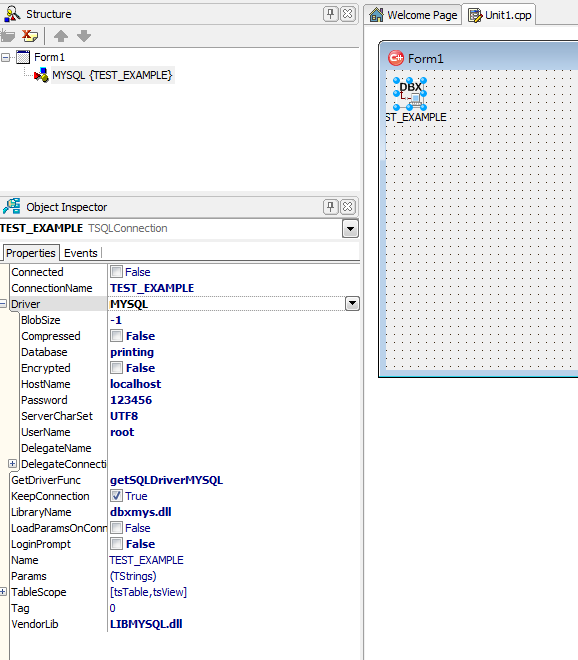 Structure
Form1
MYSQL {TEST_EXAMPLE}
Object Inspector
TEST_EXAMPLE TSQLConnection
Properties Events
Connected False
ConnectionName TEST_EXAMPLE
Driver MYSQL
BlobSize -1
Compressed False
Database printing
Encrypted False
HostName localhost
Password 123456
ServerCharSet UTF8
UserName root
DelegateName
DelegateConnecti
GetDriverFunc getSQLDriverMYSQL
KeepConnection True
LibraryName dbxmys.dll
LoadParamsOnConn False
LoginPrompt False
Name TEST_EXAMPLE
Params (TStrings)
TableScope [tsTable,tsView]
Tag 0
VendorLib LIBMYSQL.dll
Welcome Page Unit1.cpp
Form1
DBX
ST_EXAMPLE